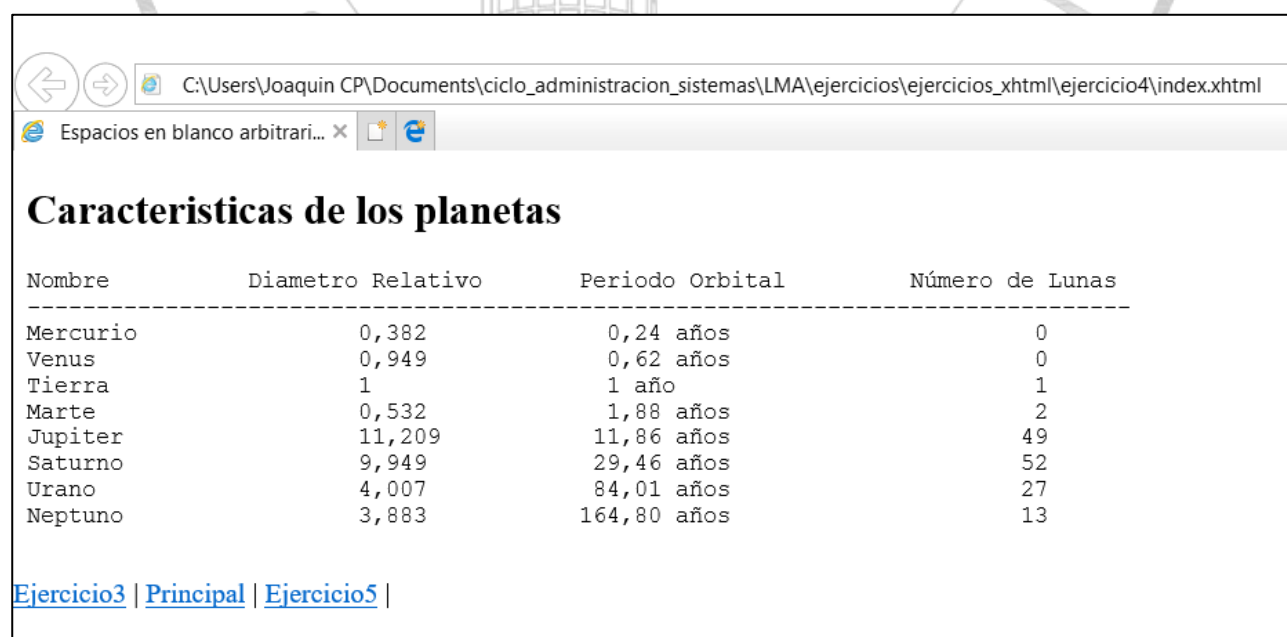 C:\Users\Joaquin CP\Documents\ciclo_administracion_sistemas\LMA\ejercicios\ejercicios_xhtml\ejercicio4\index.xhtml
Espacios en blanco arbitrari...
Caracteristicas de los planetas
Nombre Diametro Relativo Periodo Orbital Número de Lunas
--------------------------------------------------------------------------------
Mercurio 0,382 0,24 años 0
Venus 0,949 0,62 años 0
Tierra 1 1 año 1
Marte 0,532 1,88 años 2
Jupiter 11,209 11,86 años 49
Saturno 9,949 29,46 años 52
Urano 4,007 84,01 años 27
Neptuno 3,883 164,80 años 13
Ejercicio3 | Principal | Ejercicio5 |